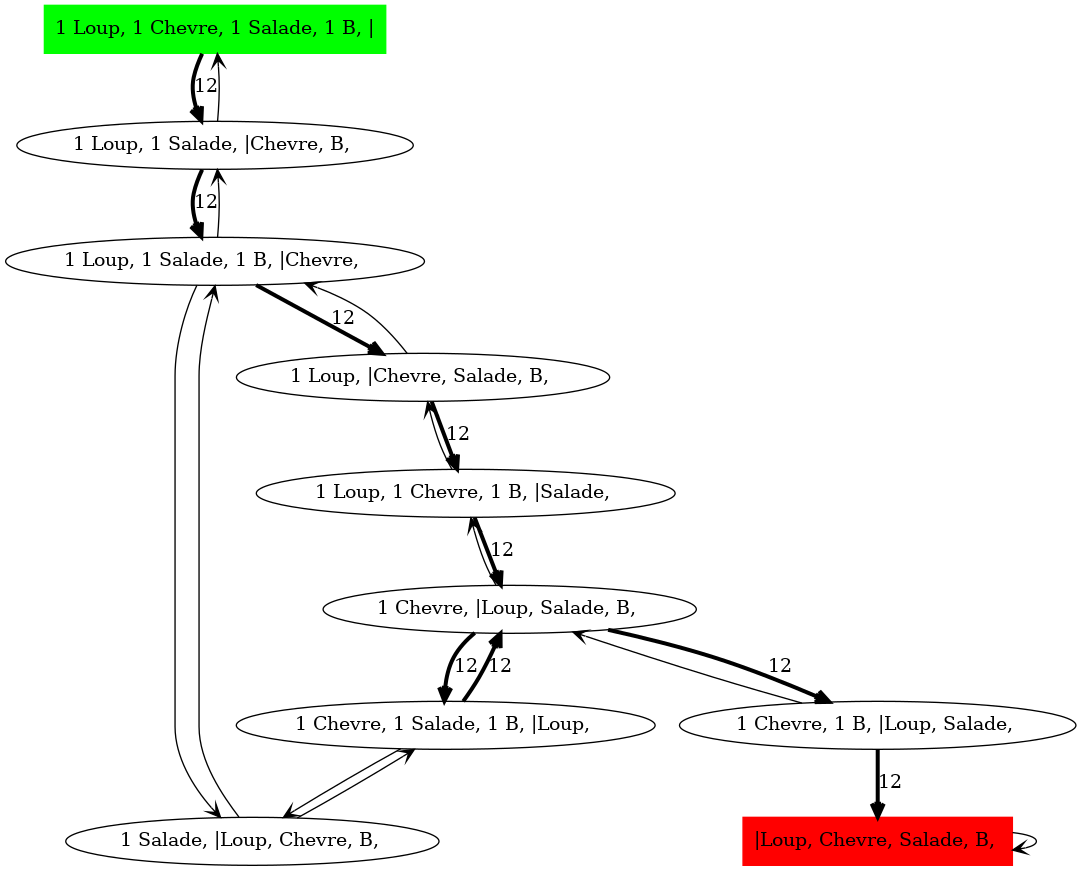 1 Loup, 1 Chevre, 1 Salade, 1 B, |
12
1 Loup, 1 Salade, |Chevre, B,
12
1 Loup, 1 Salade, 1 B, |Chevre,
12
1 Loup, |Chevre, Salade, B,
12
1 Loup, 1 Chevre, 1 B, |Salade,
12
1 Chevre, |Loup, Salade, B,
12 12 12
1 Chevre, 1 Salade, 1 B, |Loup,
1 Chevre, 1 B, |Loup, Salade,
12
1 Salade, |Loup, Chevre, B,
|Loup, Chevre, Salade, B,